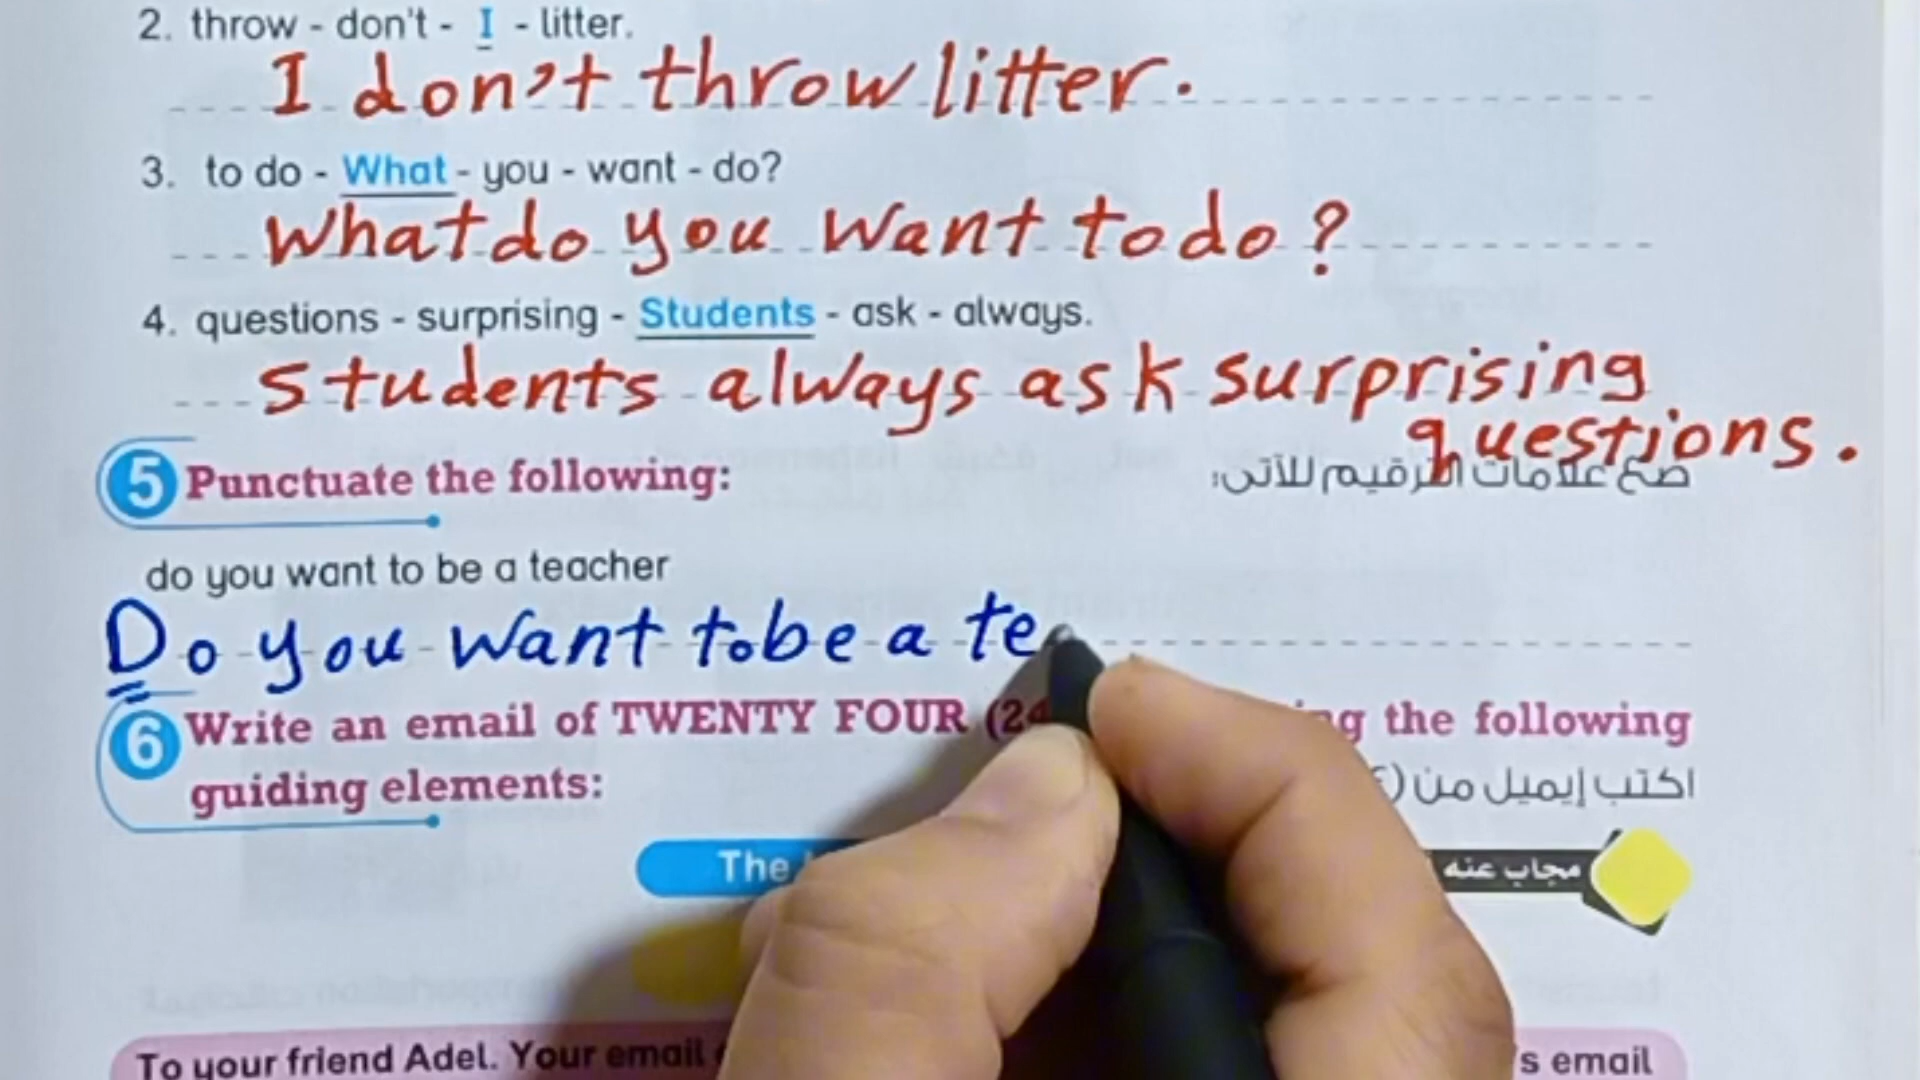 2. throw - don't - I - litter.
I don't throw litter.
3. to do - What - you - want - do?
What do you want to do?
4. questions - surprising - Students - ask - always.
Students always ask surprising
questions.
5 Punctuate the following:
ضع علامات الترقيم للآتى:
do you want to be a teacher
Do you want to be a te
6 Write an email of TWENTY FOUR (24 the following
guiding elements:
اكتب إيميل من (
The
مجاب عنه
To your friend Adel. Your email 's email